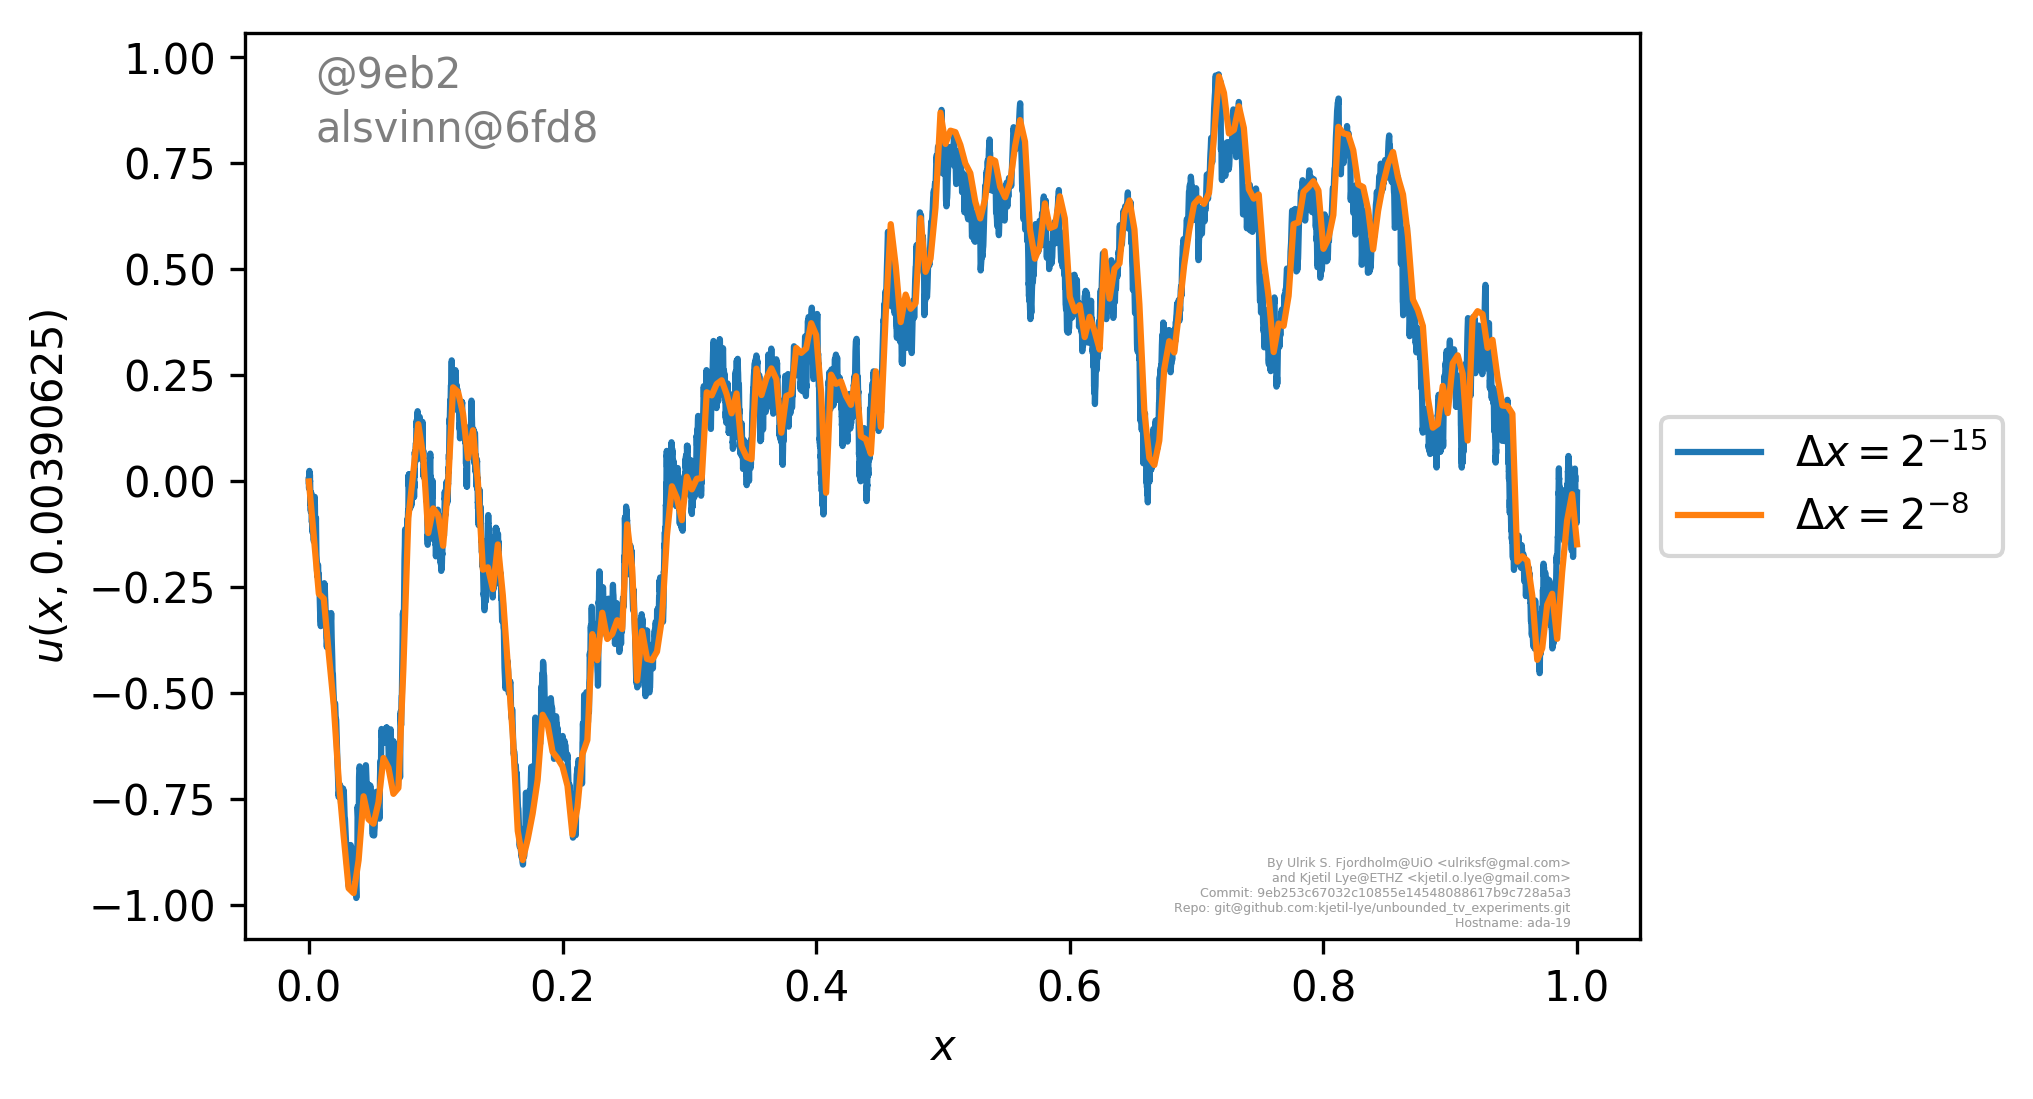 @9eb2
alsvinn@6fd8
1.00
0.75
0.50
0.25
0.00
−0.25
−0.50
−0.75
−1.00
u(x, 0.00390625)
Δx = 2⁻¹⁵
Δx = 2⁻⁸
By Ulrik S. Fjordholm@UiO <ulriksf@gmal.com>
and Kjetil Lye@ETHZ <kjetil.o.lye@gmail.com>
Commit: 9eb253c67032c10855e14548088617b9c728a5a3
Repo: git@github.com:kjetil-lye/unbounded_tv_experiments.git
Hostname: ada-19
0.0 0.2 0.4 0.6 0.8 1.0
x